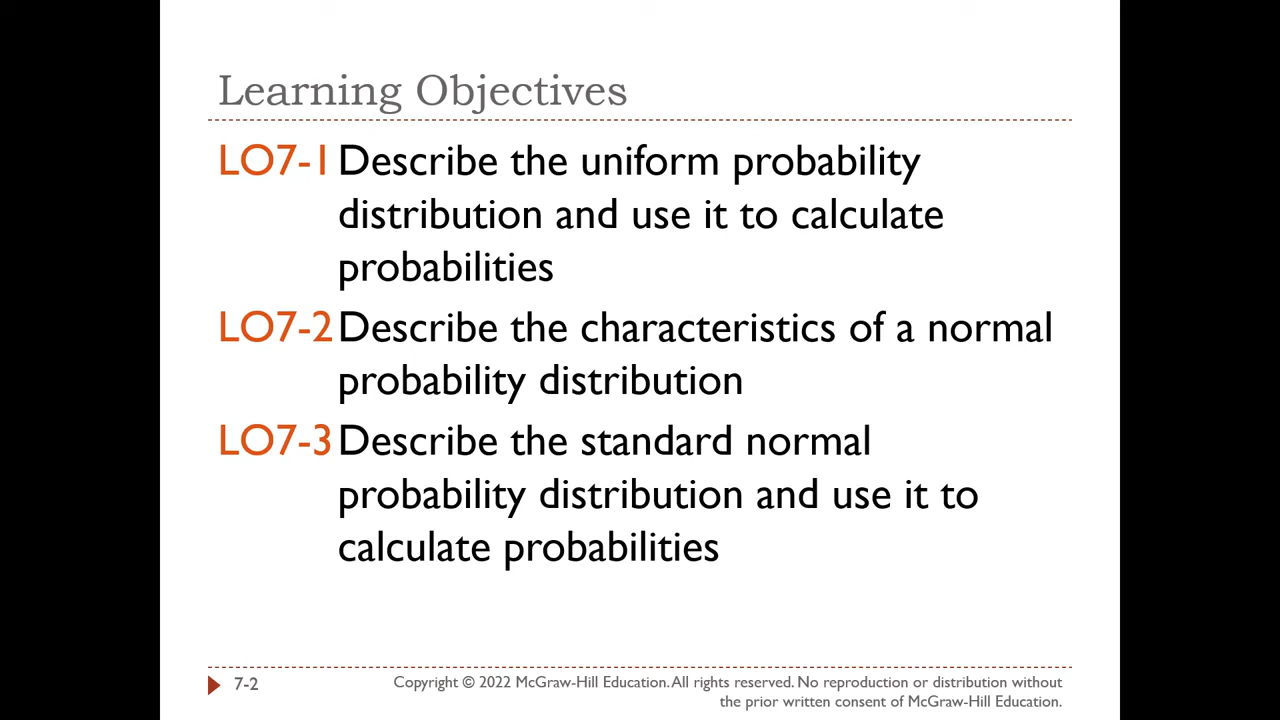 Learning Objectives
LO7-1 Describe the uniform probability
distribution and use it to calculate
probabilities
LO7-2 Describe the characteristics of a normal
probability distribution
LO7-3 Describe the standard normal
probability distribution and use it to
calculate probabilities
7-2
Copyright © 2022 McGraw-Hill Education. All rights reserved. No reproduction or distribution without
the prior written consent of McGraw-Hill Education.